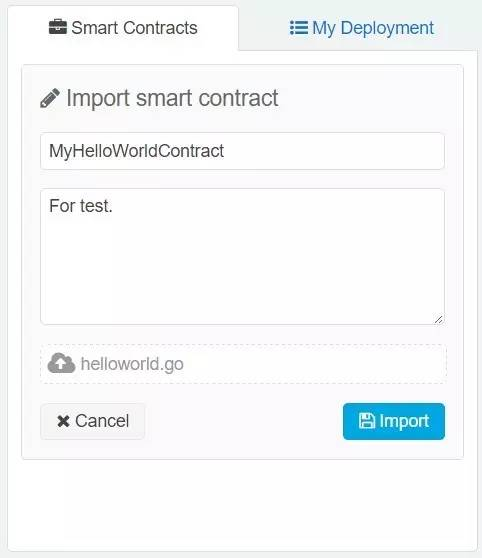 Smart Contracts
My Deployment
Import smart contract
MyHelloWorldContract
For test.
helloworld.go
Cancel
Import